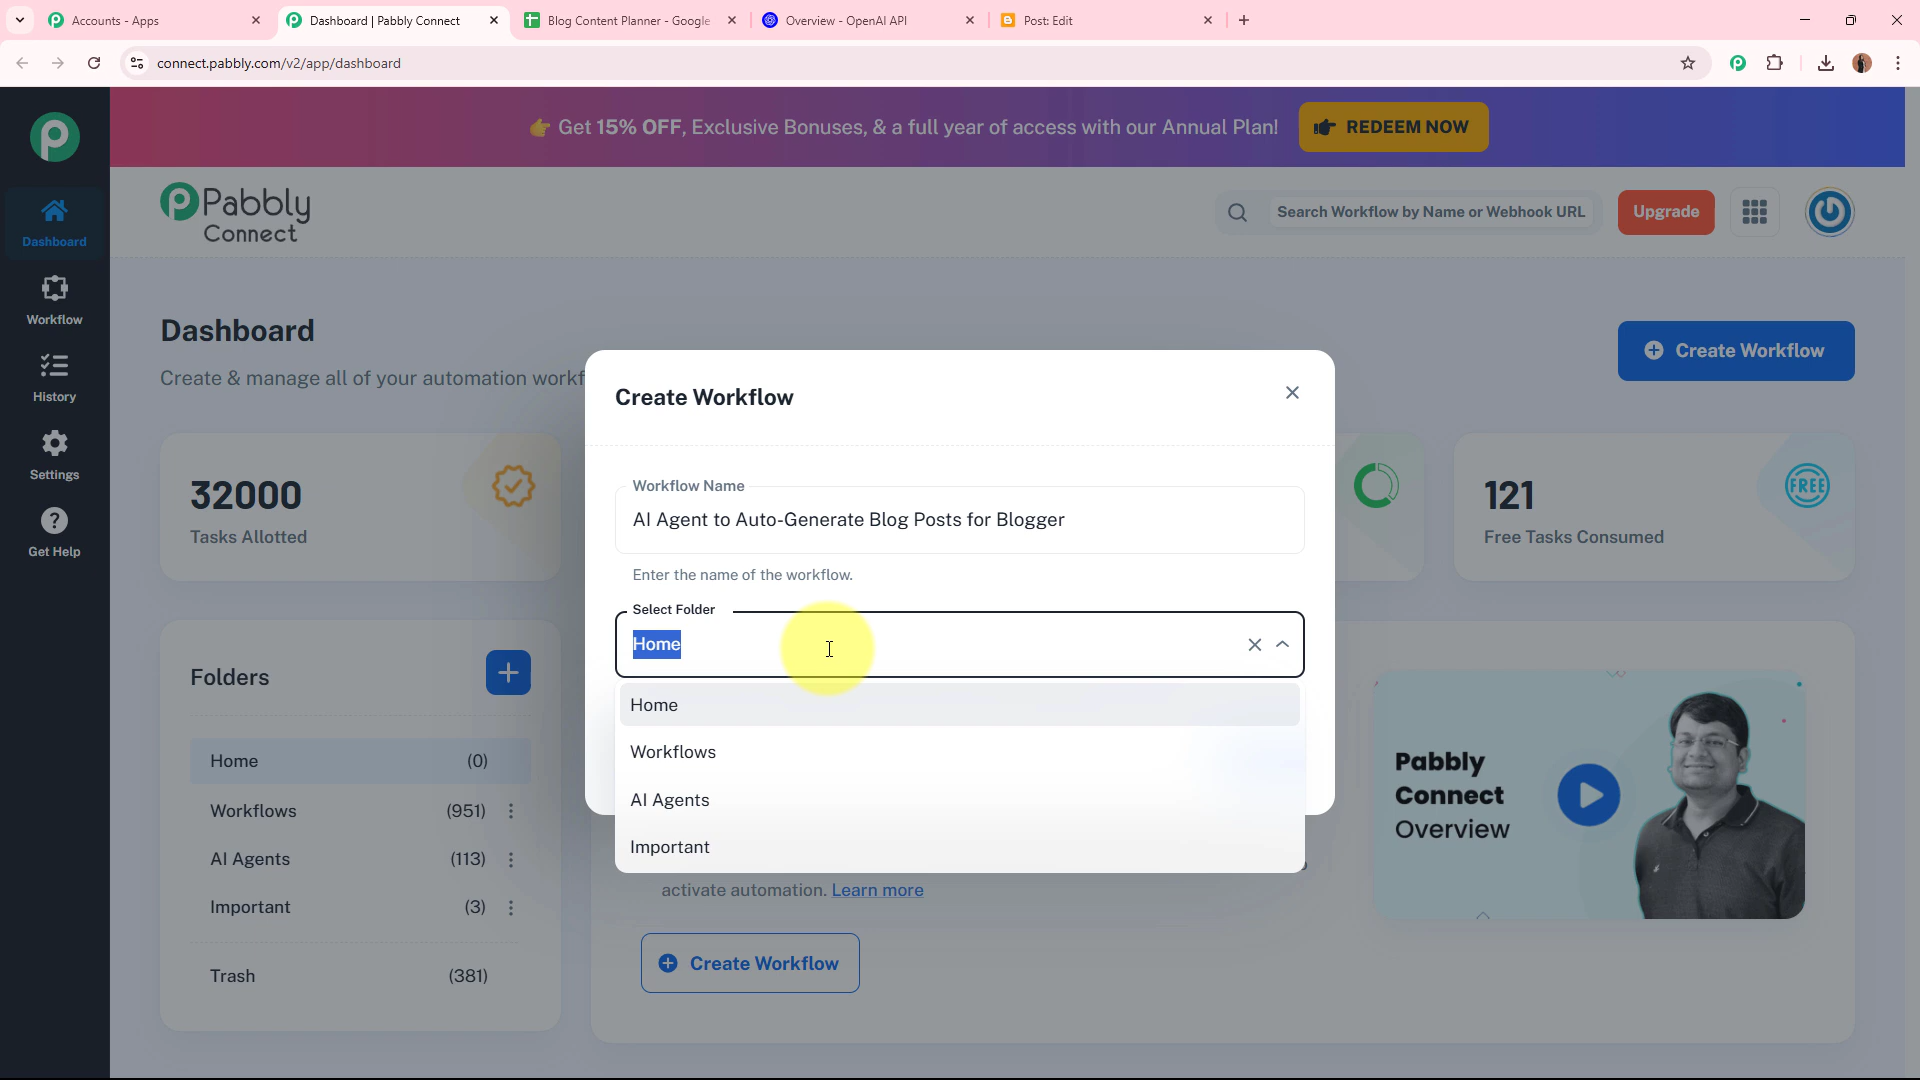 Accounts - Apps
Dashboard | Pabbly Connect
Blog Content Planner - Google
Overview - OpenAI API
Post: Edit
connect.pabbly.com/v2/app/dashboard
Get 15% OFF, Exclusive Bonuses, & a full year of access with our Annual Plan!
REDEEM NOW
Pabbly
Connect
Search Workflow by Name or Webhook URL
Upgrade
Dashboard
Workflow
History
Settings
Get Help
Dashboard
Create & manage all of your automation workf
Create Workflow
32000
Tasks Allotted
121
Free Tasks Consumed
FREE
Folders
Home (0)
Workflows (951)
AI Agents (113)
Important (3)
Trash (381)
Create Workflow
Workflow Name
AI Agent to Auto-Generate Blog Posts for Blogger
Enter the name of the workflow.
Select Folder
Home
Home
Workflows
AI Agents
Important
activate automation. Learn more
Create Workflow
Pabbly
Connect
Overview